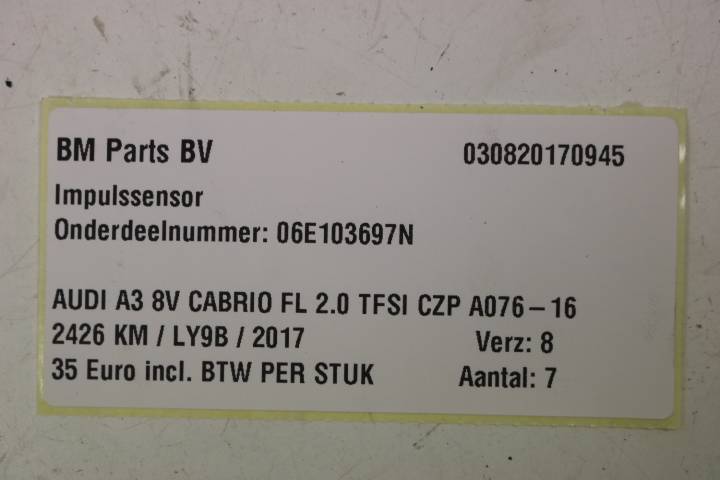 BM Parts BV 030820170945
Impulssensor
Onderdeelnummer: 06E103697N
AUDI A3 8V CABRIO FL 2.0 TFSI CZP A076-16
2426 KM / LY9B / 2017 Verz: 8
35 Euro incl. BTW PER STUK Aantal: 7